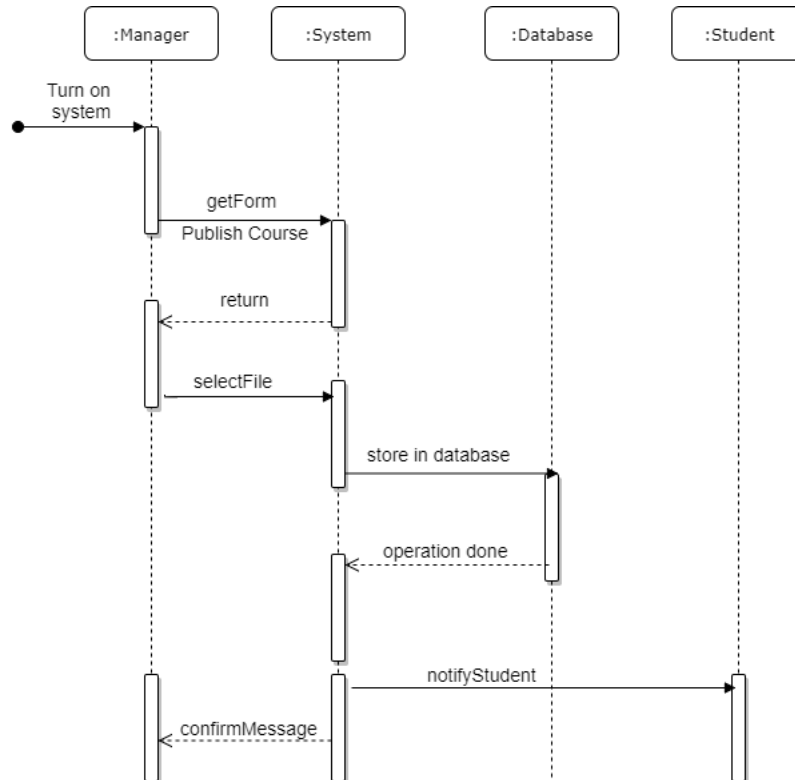 :Manager
:System
:Database
:Student
Turn on
system
getForm
Publish Course
return
selectFile
store in database
operation done
notifyStudent
confirmMessage